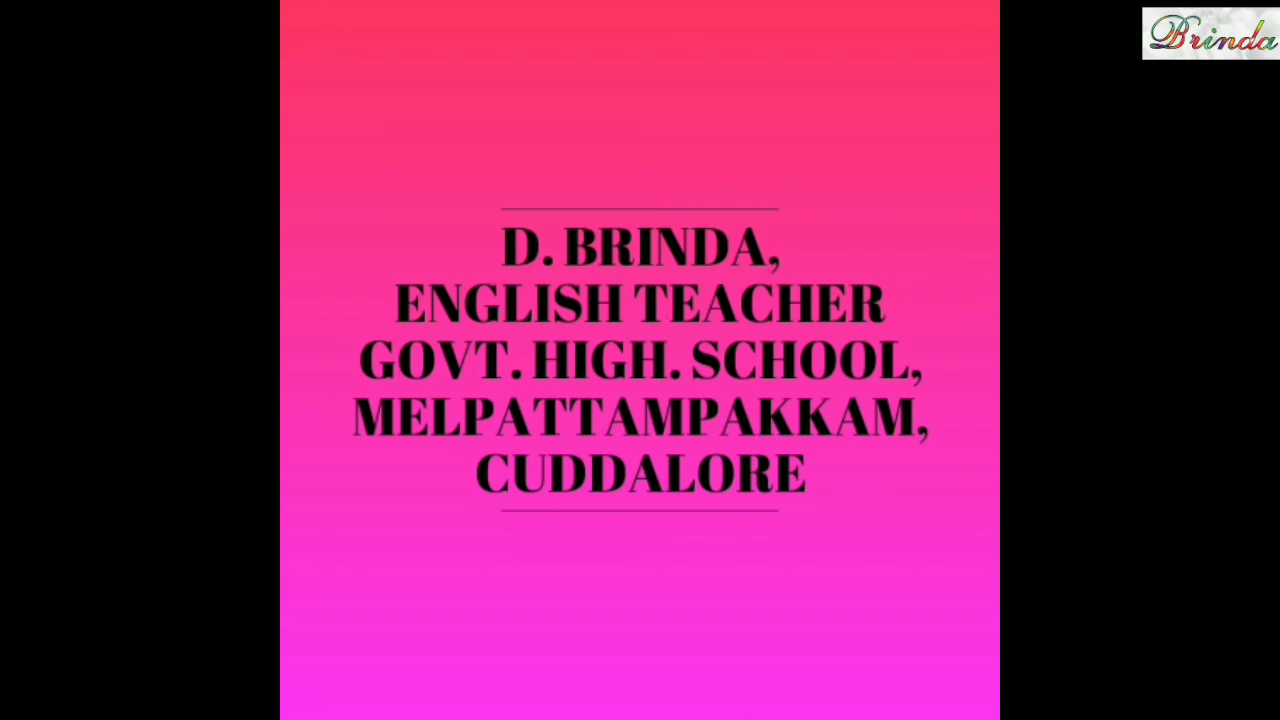 Brinda
D. BRINDA,
ENGLISH TEACHER
GOVT. HIGH. SCHOOL,
MELPATTAMPAKKAM,
CUDDALORE